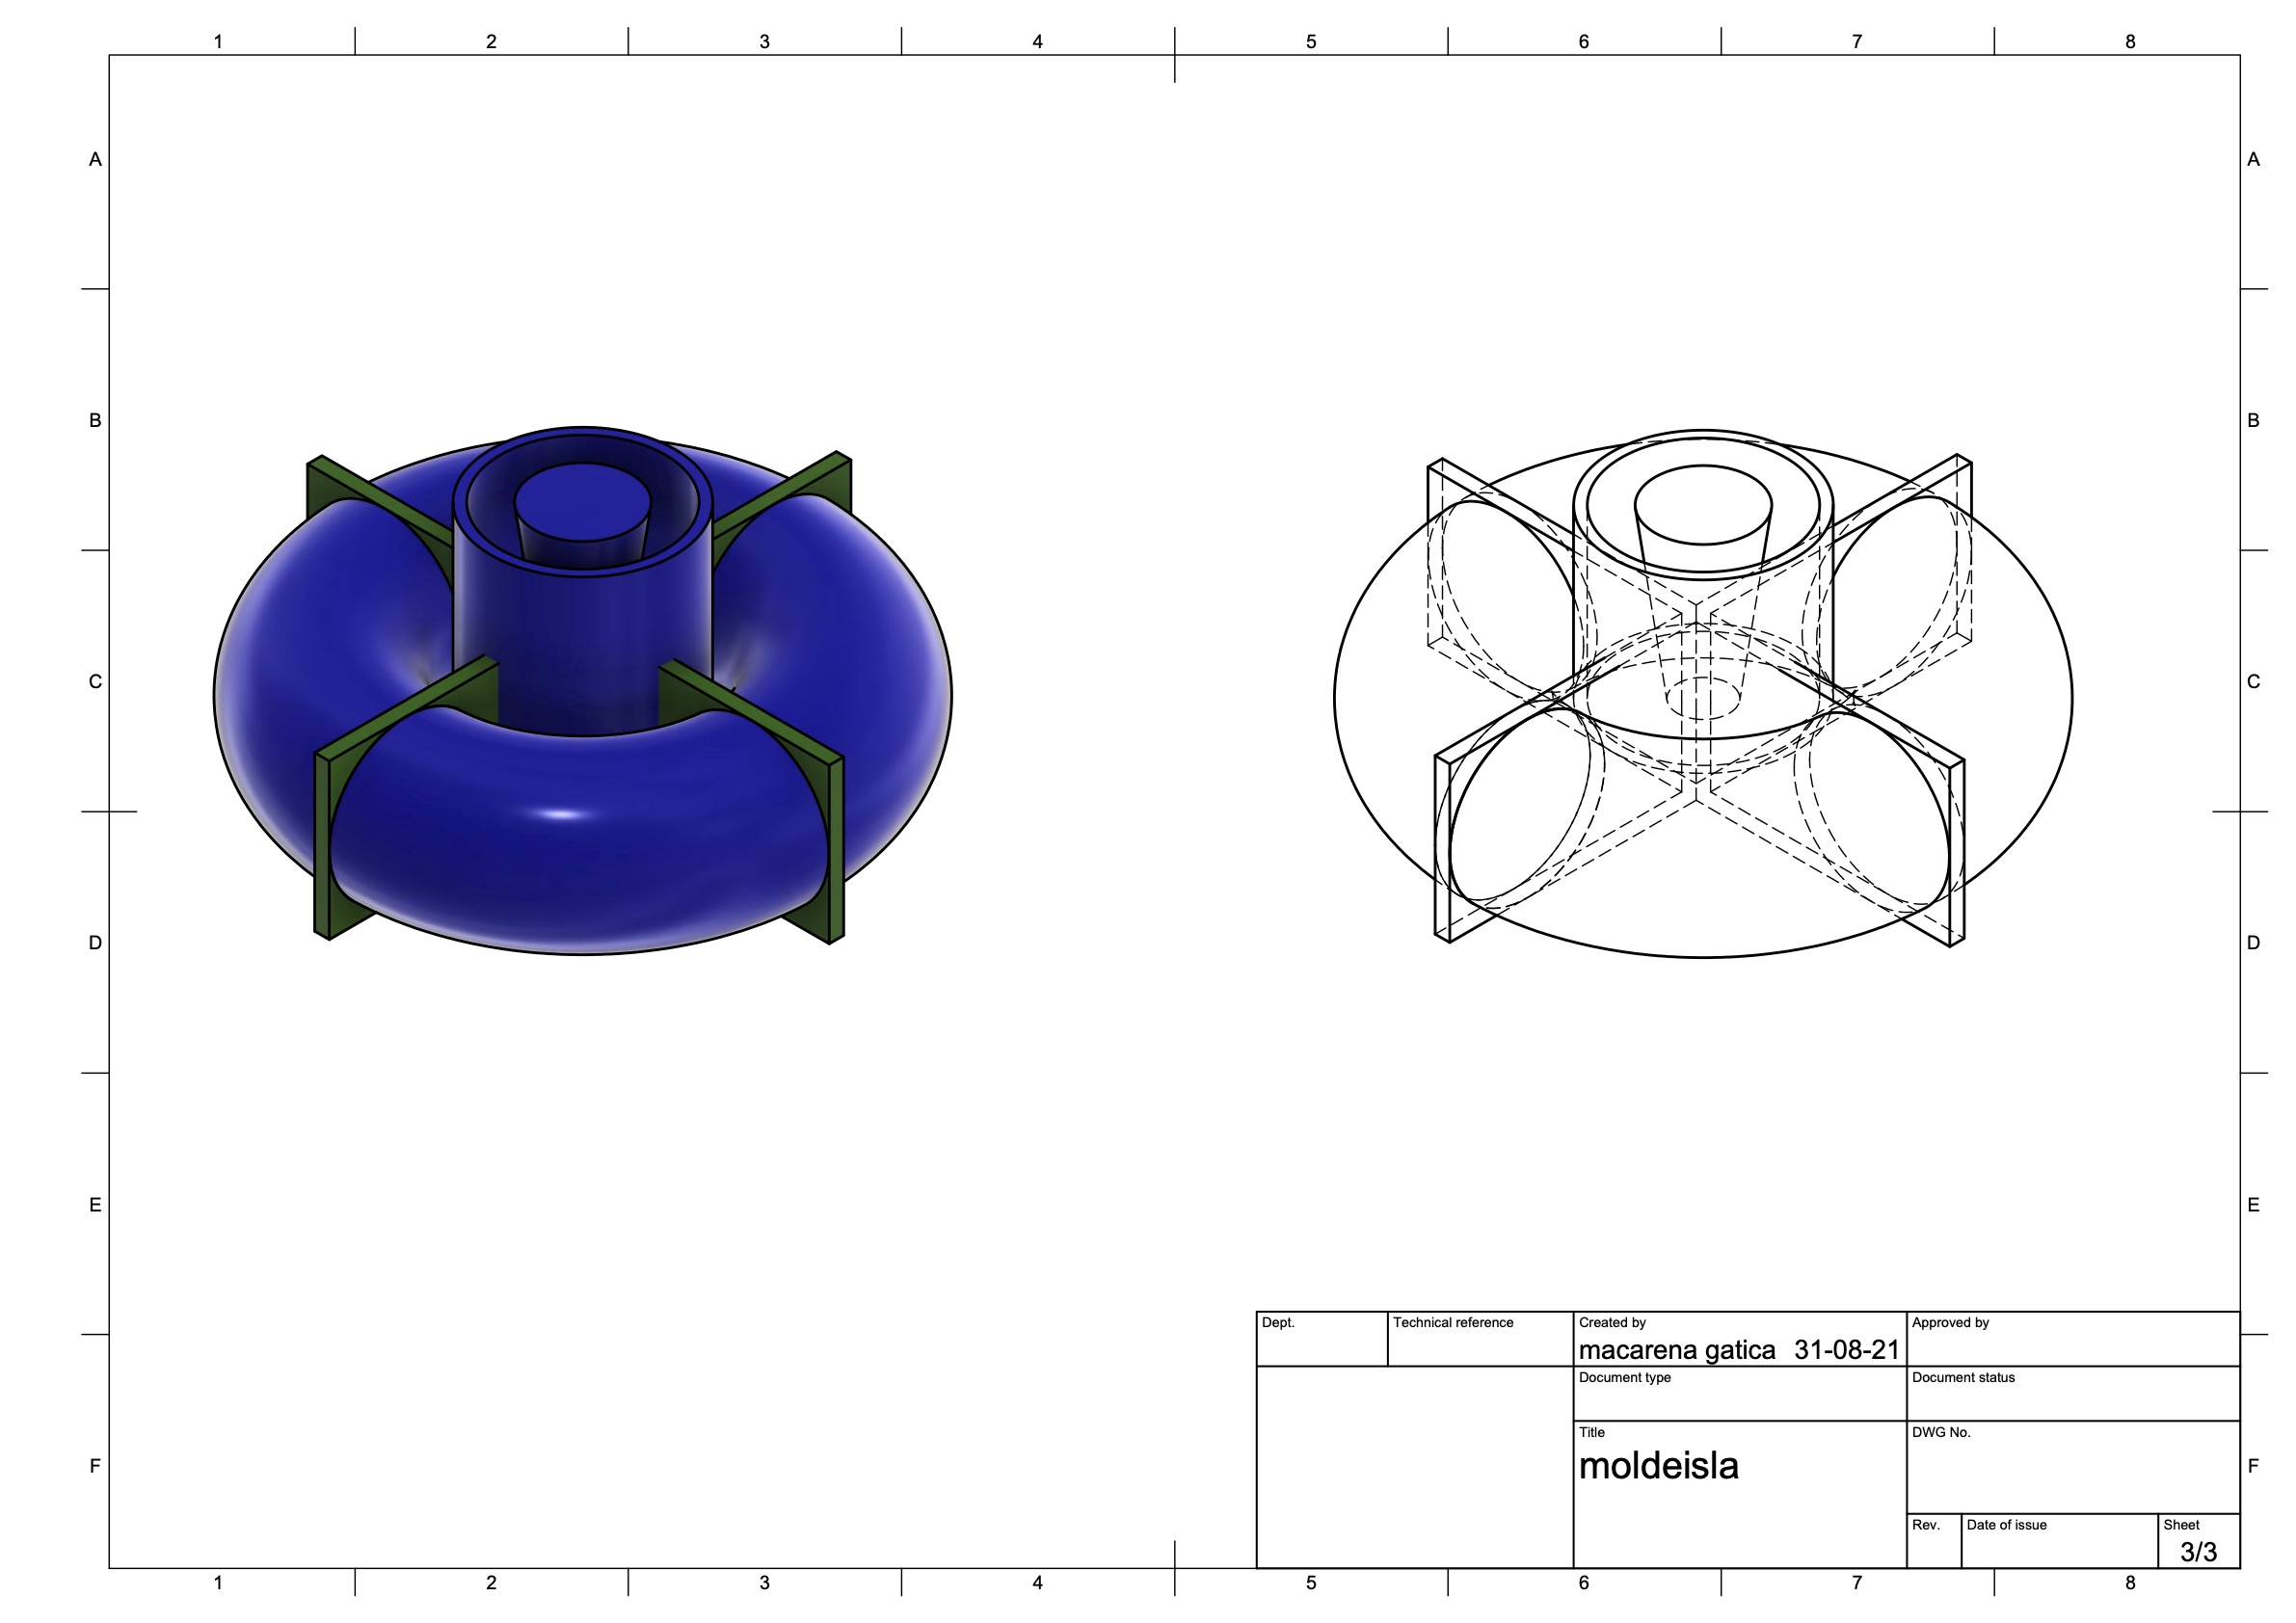 1 2 3 4 5 6 7 8
A A
B B
C C
D D
E E
Dept. Technical reference Created by Approved by
macarena gatica 31-08-21
Document type Document status
Title DWG No.
moldeisla
F F
Rev. Date of issue Sheet
3/3
1 2 3 4 5 6 7 8